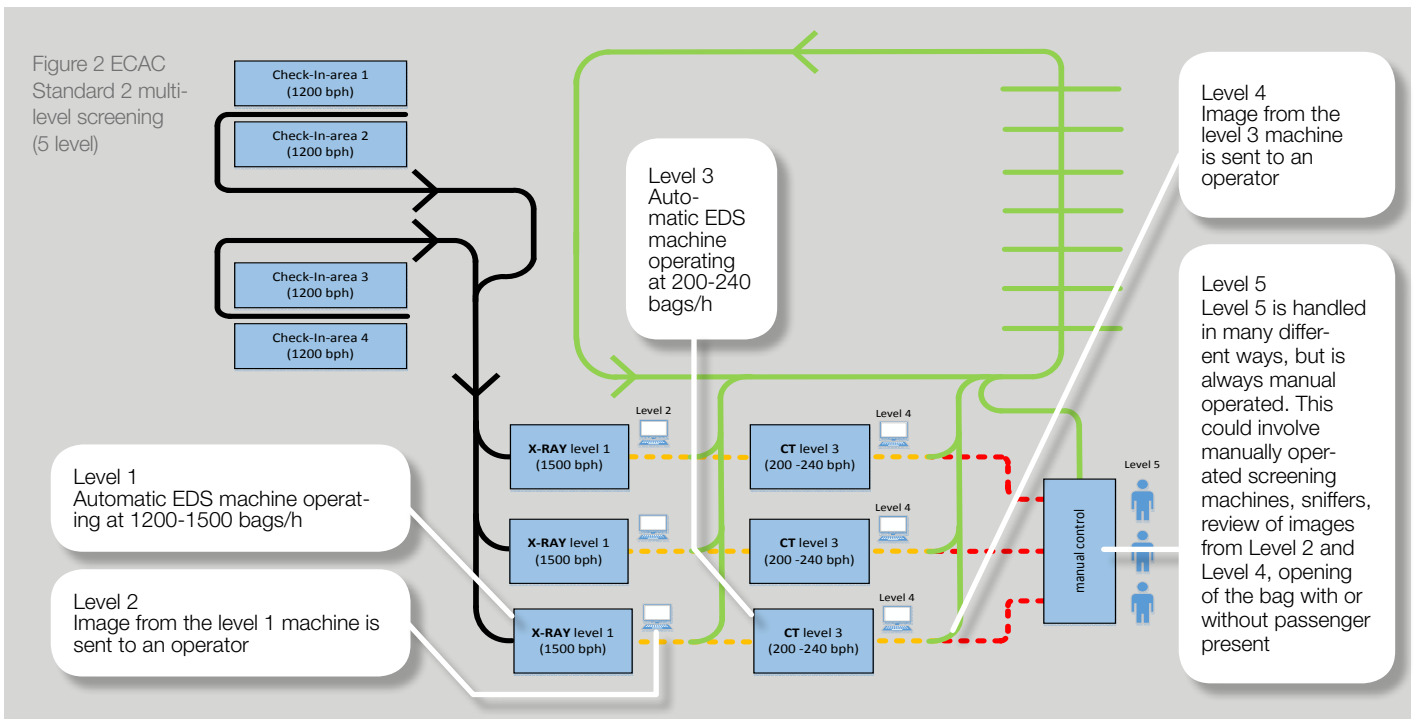 Figure 2 ECAC
Standard 2 multi-
level screening
(5 level)
Check-In-area 1
(1200 bph)
Check-In-area 2
(1200 bph)
Check-In-area 3
(1200 bph)
Check-In-area 4
(1200 bph)
Level 3
Auto-
matic EDS
machine
operating
at 200-240
bags/h
Level 4
Image from the
level 3 machine
is sent to an
operator
Level 5
Level 5 is handled
in many differ-
ent ways, but is
always manual
operated. This
could involve
manually oper-
ated screening
machines, sniffers,
review of images
from Level 2 and
Level 4, opening
of the bag with or
without passenger
present
Level 1
Automatic EDS machine operat-
ing at 1200-1500 bags/h
Level 2
Image from the level 1 machine is
sent to an operator
X-RAY level 1
(1500 bph)
Level 2
CT level 3
(200 -240 bph)
Level 4
X-RAY level 1
(1500 bph)
CT level 3
(200 -240 bph)
Level 4
X-RAY level 1
(1500 bph)
CT level 3
(200 -240 bph)
Level 4
manual control
Level 5